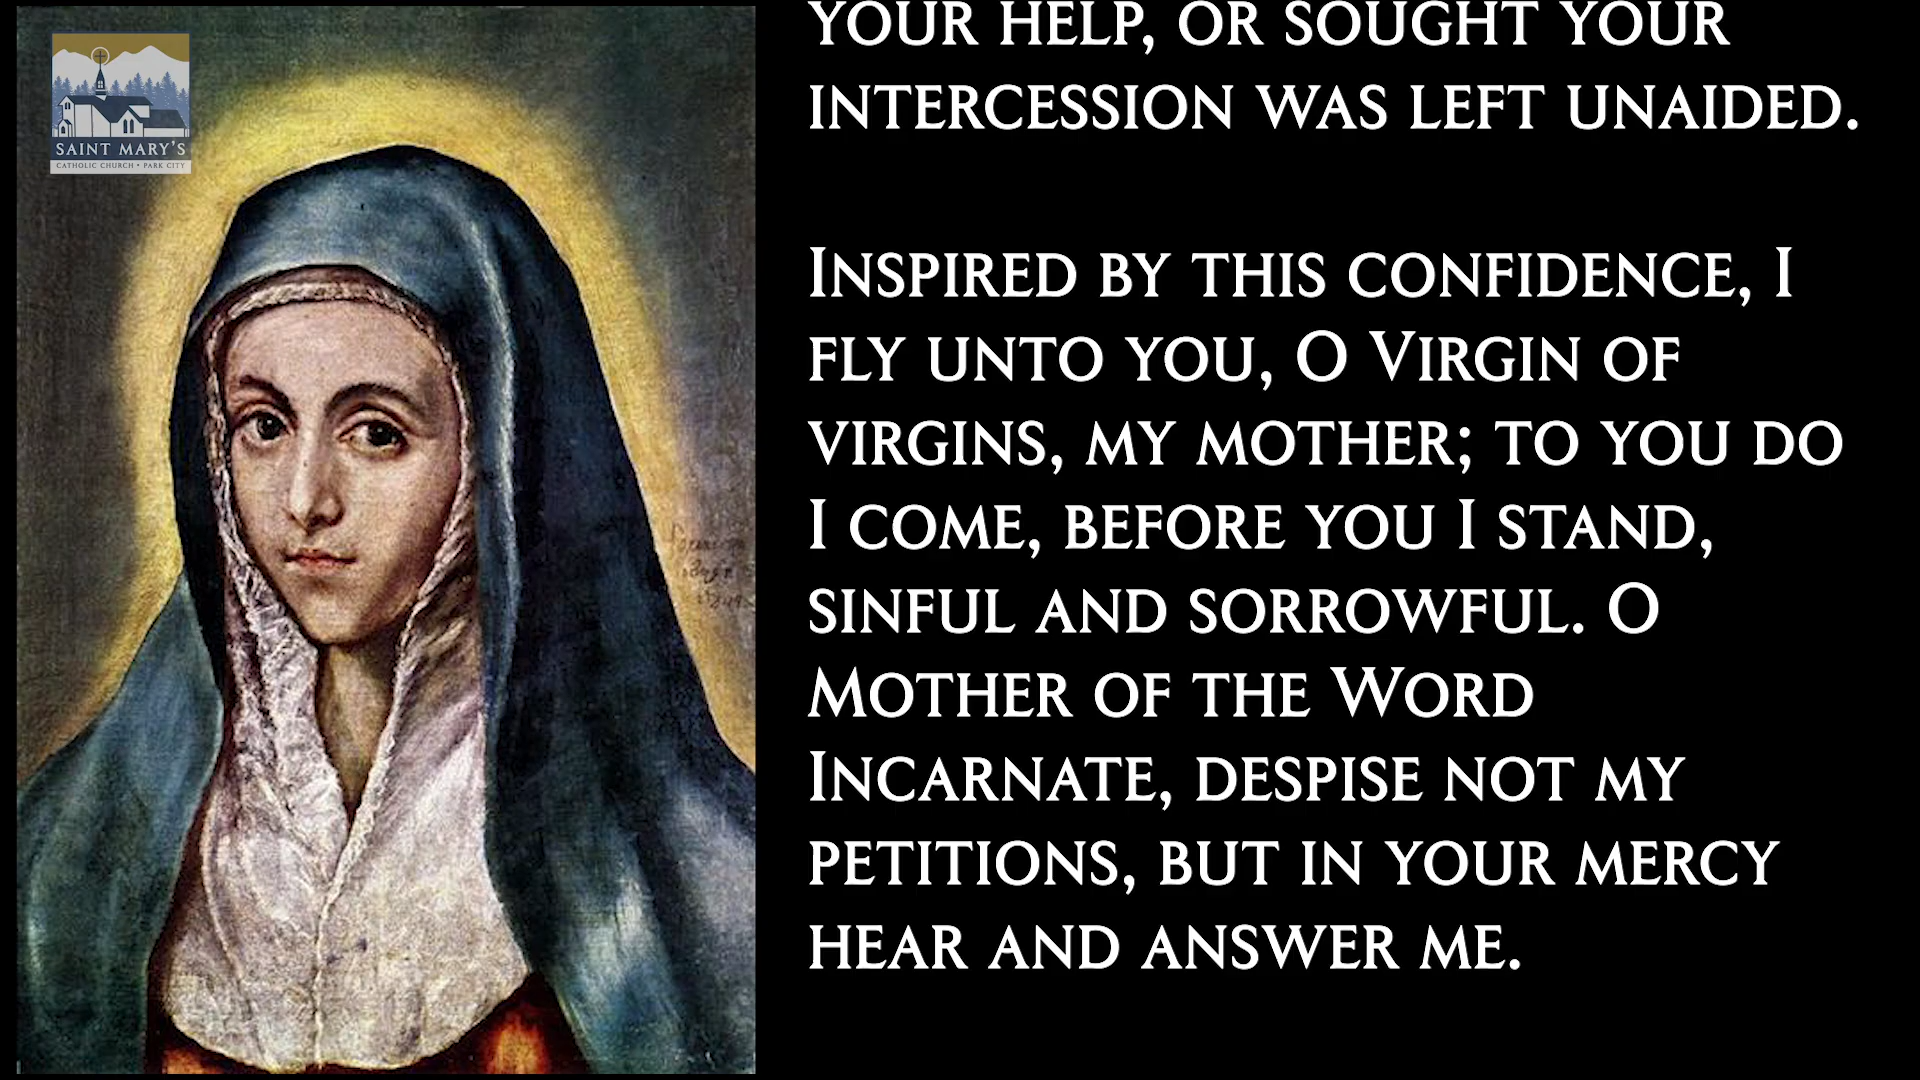 SAINT MARY'S
CATHOLIC CHURCH • PARK CITY
YOUR HELP, OR SOUGHT YOUR
INTERCESSION WAS LEFT UNAIDED.
INSPIRED BY THIS CONFIDENCE, I
FLY UNTO YOU, O VIRGIN OF
VIRGINS, MY MOTHER; TO YOU DO
I COME, BEFORE YOU I STAND,
SINFUL AND SORROWFUL. O
MOTHER OF THE WORD
INCARNATE, DESPISE NOT MY
PETITIONS, BUT IN YOUR MERCY
HEAR AND ANSWER ME.